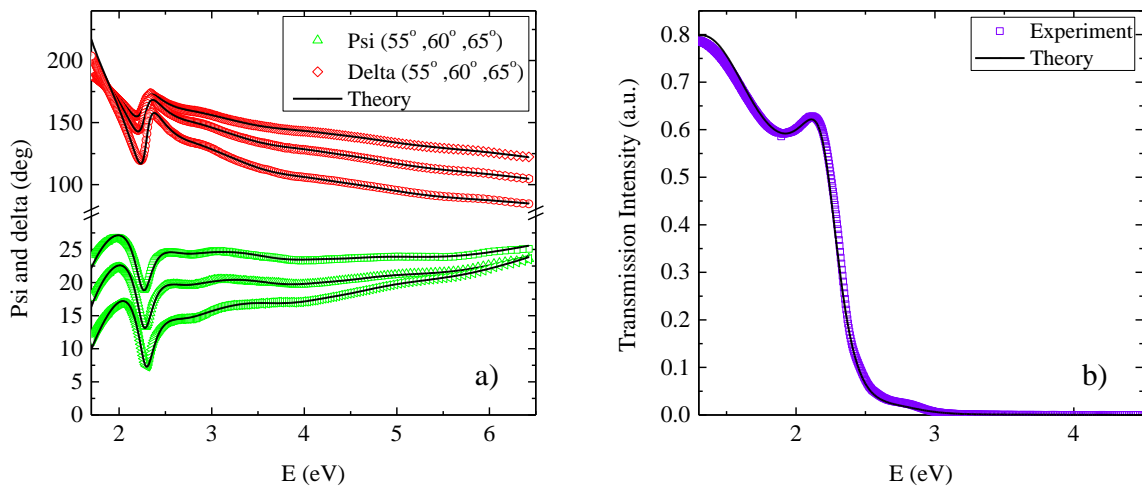 Psi (55°,60°,65°)
Delta (55°,60°,65°)
Theory
200
150
100
25
20
15
10
5
0
Psi and delta (deg)
2 3 4 5 6
E (eV)
a)
Experiment
Theory
0.8
0.7
0.6
0.5
0.4
0.3
0.2
0.1
0.0
Transmission Intensity (a.u.)
2 3 4
E (eV)
b)